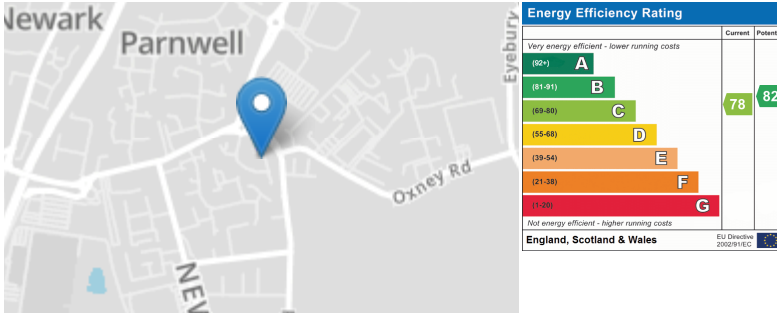 Newark
Parnwell
Eyebury
Oxney Rd
NEW
Energy Efficiency Rating
Current Potent
Very energy efficient - lower running costs
(92+) A
(81-91) B
(69-80) C
(55-68) D
(39-54) E
(21-38) F
(1-20) G
78
82
Not energy efficient - higher running costs
England, Scotland & Wales
EU Directive
2002/91/EC